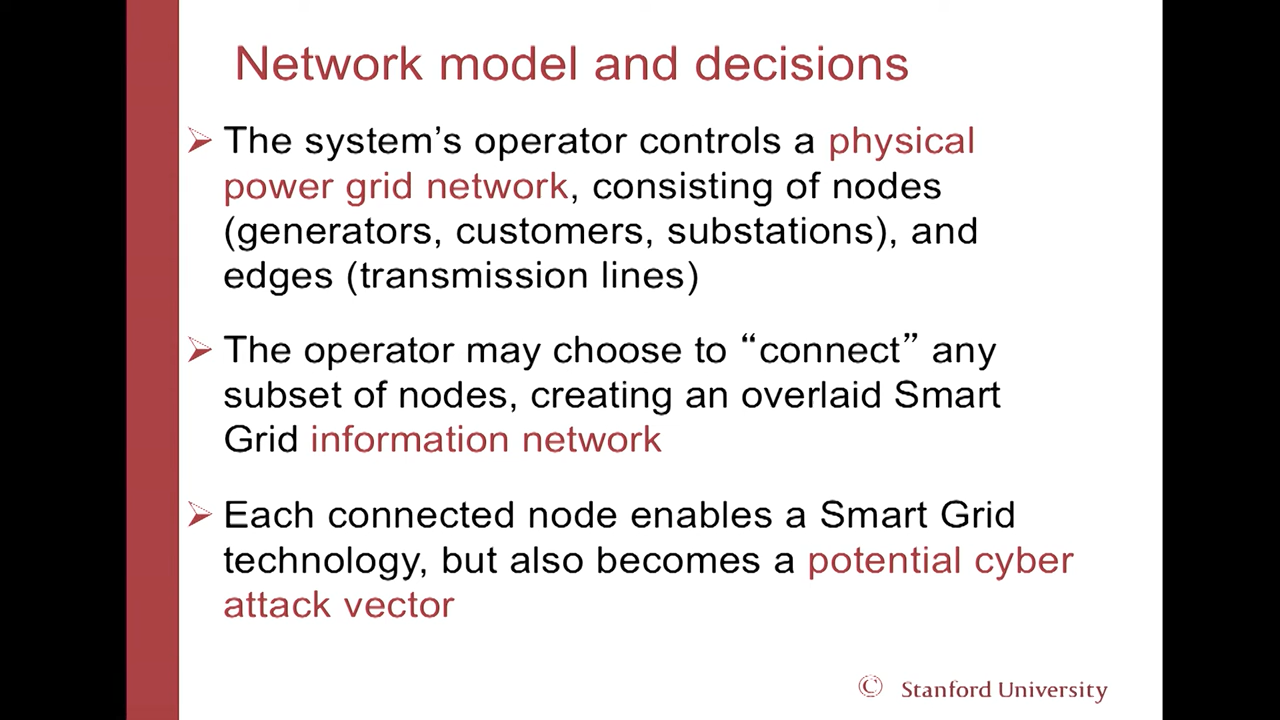 Network model and decisions
The system’s operator controls a physical
power grid network, consisting of nodes
(generators, customers, substations), and
edges (transmission lines)
The operator may choose to “connect” any
subset of nodes, creating an overlaid Smart
Grid information network
Each connected node enables a Smart Grid
technology, but also becomes a potential cyber
attack vector
© Stanford University